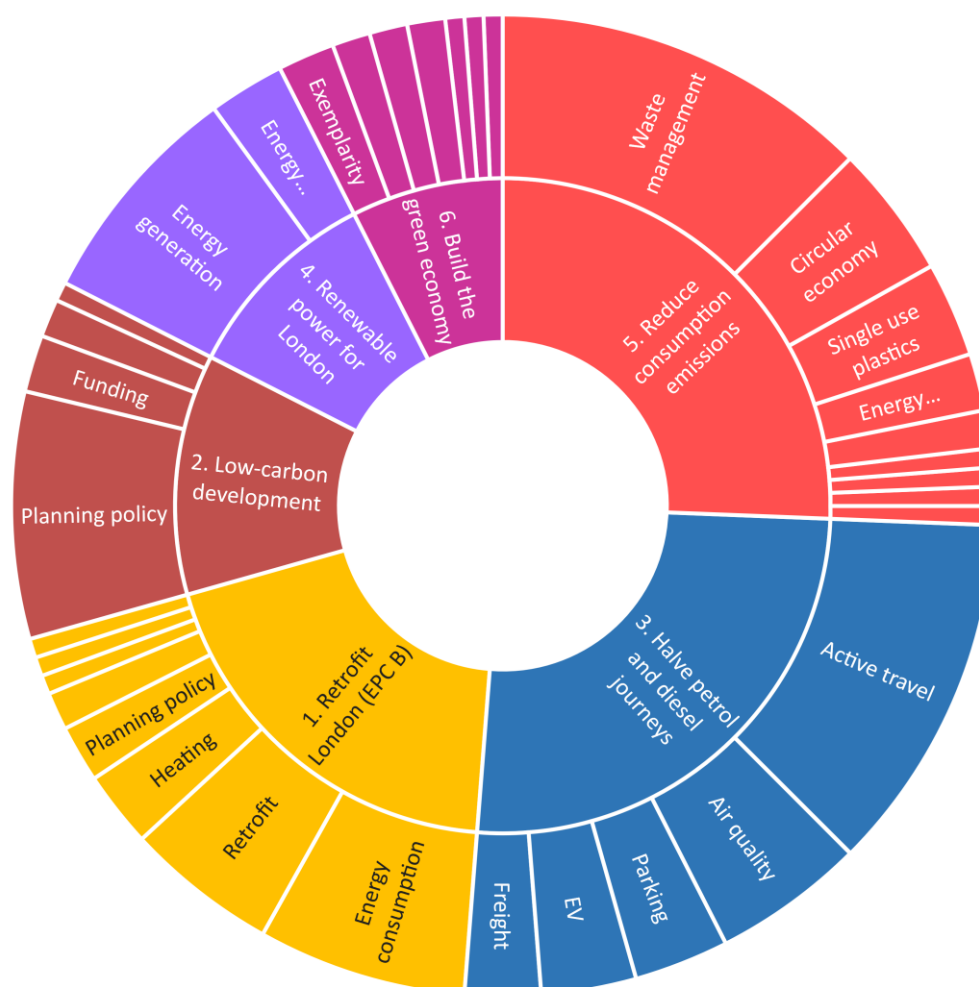 Waste
management
Circular
economy
Single use
plastics
Energy...
5. Reduce
consumption
emissions
Active travel
Air quality
Parking
EV
Freight
3. Halve petrol
and diesel
journeys
Energy
consumption
Retrofit
Heating
Planning policy
1. Retrofit
London (EPC B)
Planning policy
Funding
2. Low-carbon
development
Energy
generation
Energy...
4. Renewable
power for
London
Exemplarity
6. Build the
green economy